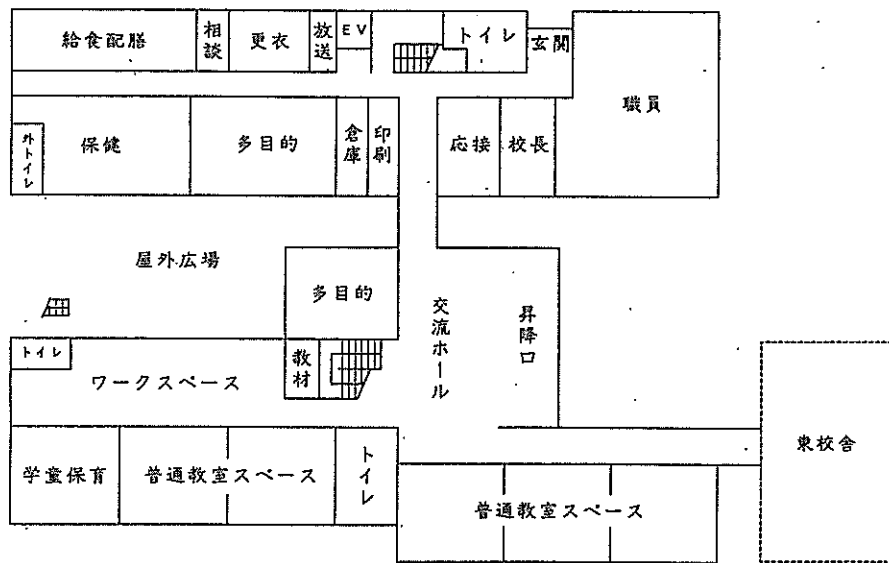 給食配膳
相談
更衣
放送
EV
トイレ
玄関
職員
外トイレ
保健
多目的
倉庫
印刷
応接
校長
屋外広場
多目的
交流ホール
昇降口
トイレ
ワークスペース
教材
東校舎
学童保育
普通教室スペース
トイレ
普通教室スペース